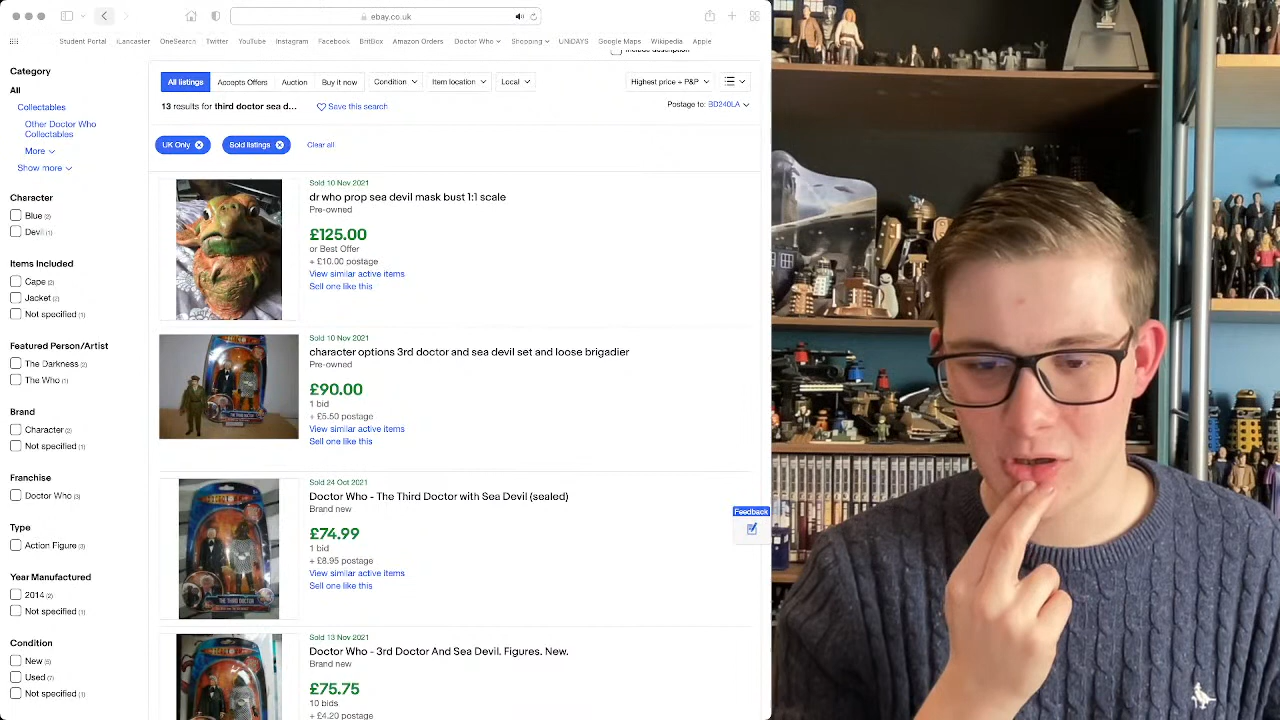 ebay.co.uk
Student Portal iLancaster OneSearch Twitter YouTube Instagram Facebook BritBox Amazon Orders Doctor Who Shopping UNiDAYS Google Maps Wikipedia Apple
Include description
Category
All
Collectables
Other Doctor Who
Collectables
More
Show more
Character
Blue (2)
Devil (1)
Items Included
Cape (2)
Jacket (2)
Not specified (1)
Featured Person/Artist
The Darkness (2)
The Who (1)
Brand
Character (2)
Not specified (1)
Franchise
Doctor Who (3)
Type
Action Figure (3)
Year Manufactured
2014 (2)
Not specified (1)
Condition
New (5)
Used (7)
Not specified (1)
All listings Accepts Offers Auction Buy it now Condition Item location Local Highest price + P&P
13 results for third doctor sea d... Save this search Postage to: BD240LA
UK Only Sold listings Clear all
Sold 10 Nov 2021
dr who prop sea devil mask bust 1:1 scale
Pre-owned
£125.00
or Best Offer
+ £10.00 postage
View similar active items
Sell one like this
Sold 10 Nov 2021
character options 3rd doctor and sea devil set and loose brigadier
Pre-owned
£90.00
1 bid
+ £5.50 postage
View similar active items
Sell one like this
Sold 24 Oct 2021
Doctor Who - The Third Doctor with Sea Devil (sealed)
Brand new
£74.99
1 bid
+ £8.95 postage
View similar active items
Sell one like this
THE THIRD DOCTOR
Sold 13 Nov 2021
Doctor Who - 3rd Doctor And Sea Devil. Figures. New.
Brand new
£75.75
10 bids
+ £4.20 postage
Feedback